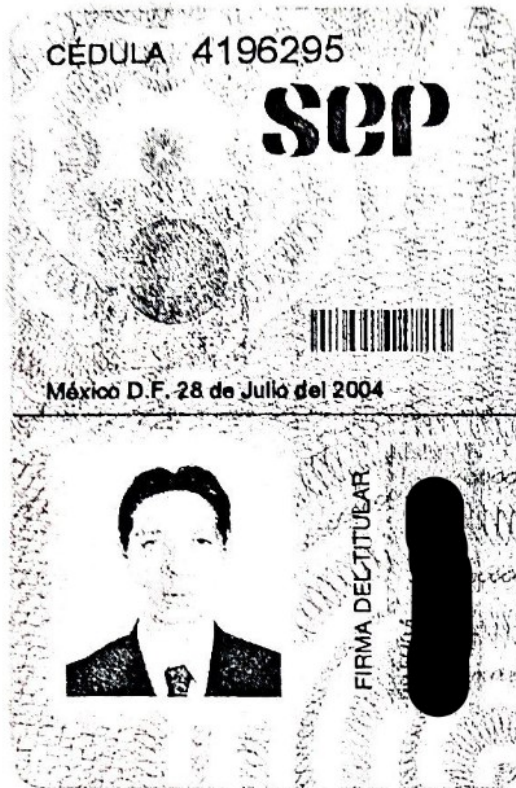 CÉDULA 4196295
SEP
México D.F. 28 de Julio del 2004
FIRMA DEL TITULAR